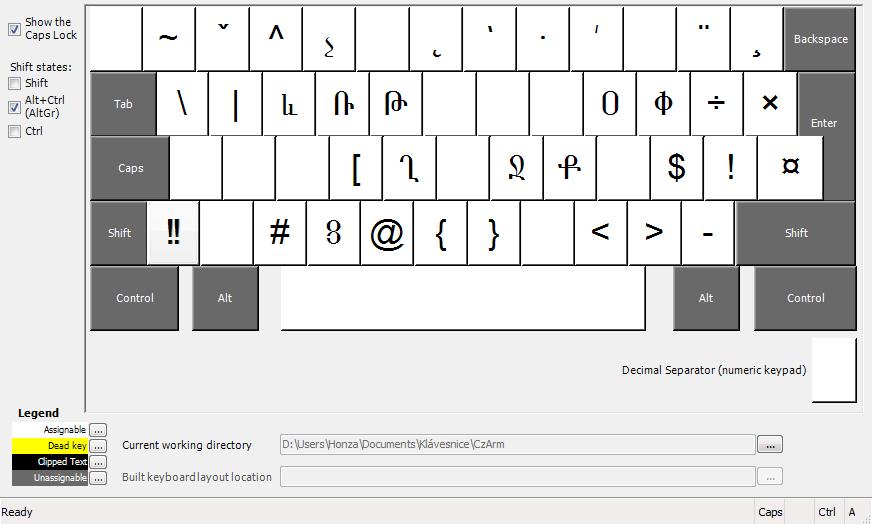 Show the
Caps Lock
~ ˇ ^ ˛ ` ˙ ´ ¨ ¸ Backspace
Shift states:
Shift
Alt+Ctrl
(AltGr)
Ctrl
Tab \ | և Ռ Թ Օ Փ ÷ × Enter
Caps [ Ղ Ջ Ք $ ! ¤
Shift ‼ # Ց @ { } < > - Shift
Control Alt Alt Control
Decimal Separator (numeric keypad)
Legend
Assignable ...
Dead key ...
Clipped Text ...
Unassignable ...
Current working directory D:\Users\Honza\Documents\Klávesnice\CzArm ...
Built keyboard layout location ...
Ready Caps Ctrl A